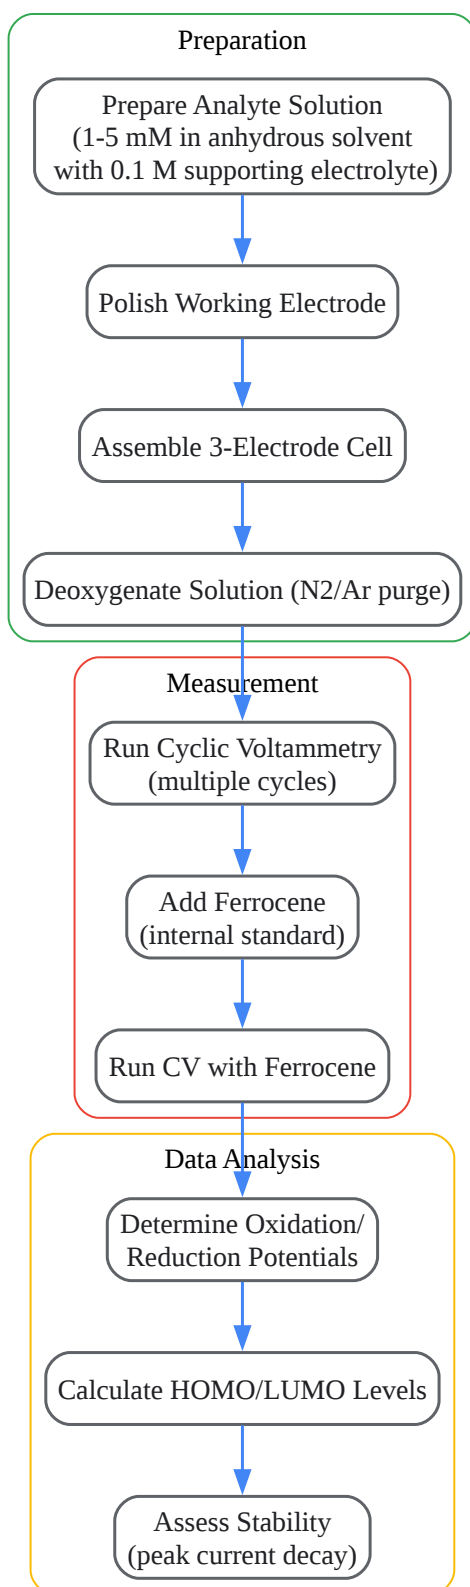 Preparation
Prepare Analyte Solution
(1-5 mM in anhydrous solvent
with 0.1 M supporting electrolyte)
Polish Working Electrode
Assemble 3-Electrode Cell
Deoxygenate Solution (N2/Ar purge)
Measurement
Run Cyclic Voltammetry
(multiple cycles)
Add Ferrocene
(internal standard)
Run CV with Ferrocene
Data Analysis
Determine Oxidation/
Reduction Potentials
Calculate HOMO/LUMO Levels
Assess Stability
(peak current decay)